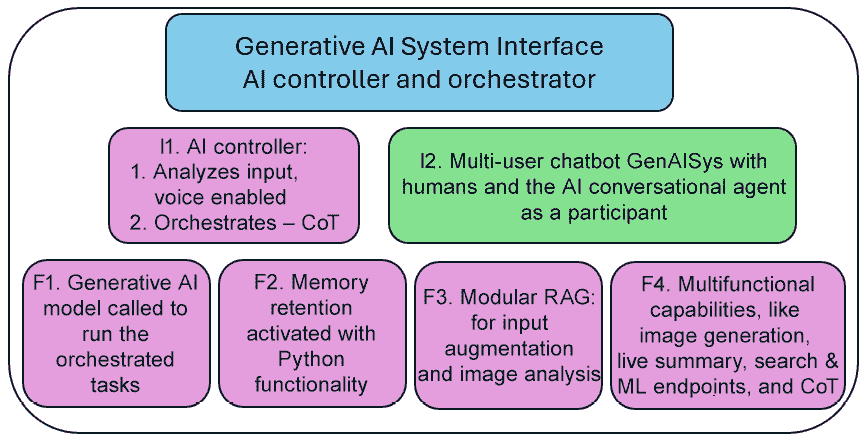 Generative AI System Interface
AI controller and orchestrator
I1. AI controller:
1. Analyzes input,
voice enabled
2. Orchestrates – CoT
I2. Multi-user chatbot GenAISys with
humans and the AI conversational agent
as a participant
F1. Generative AI
model called to
run the
orchestrated
tasks
F2. Memory
retention
activated with
Python
functionality
F3. Modular RAG:
for input
augmentation
and image analysis
F4. Multifunctional
capabilities, like
image generation,
live summary, search &
ML endpoints, and CoT